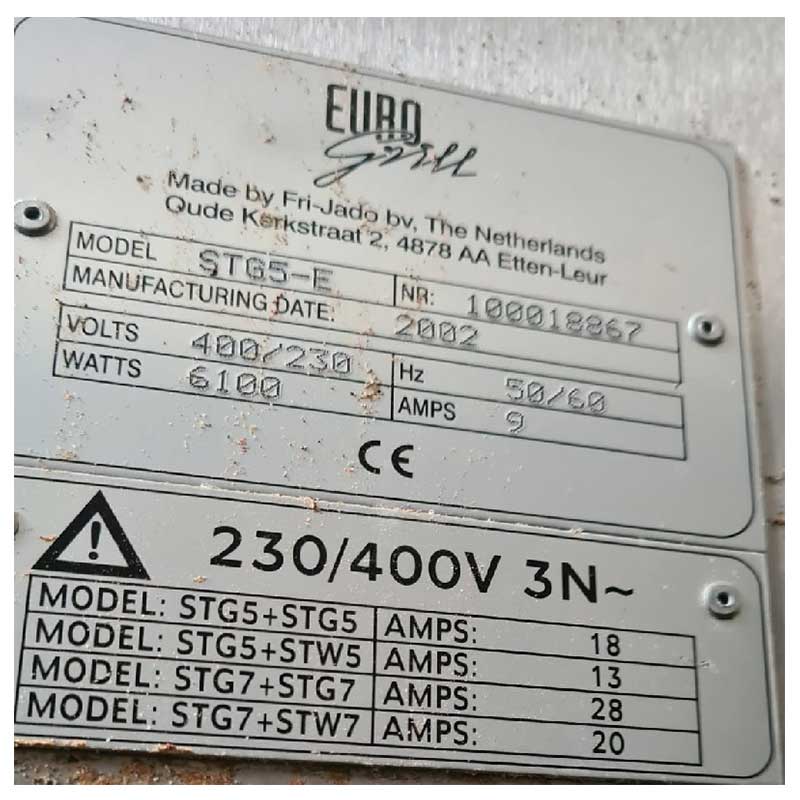 EURO
Grill
Made by Fri-Jado bv, The Netherlands
Oude Kerkstraat 2, 4878 AA Etten-Leur
MODEL STG5-E NR: 100018867
MANUFACTURING DATE: 2002
VOLTS 400/230 Hz 50/60
WATTS 6100 AMPS 9
CE
230/400V 3N~
MODEL: STG5+STG5 AMPS: 18
MODEL: STG5+STW5 AMPS: 13
MODEL: STG7+STG7 AMPS: 28
MODEL: STG7+STW7 AMPS: 20